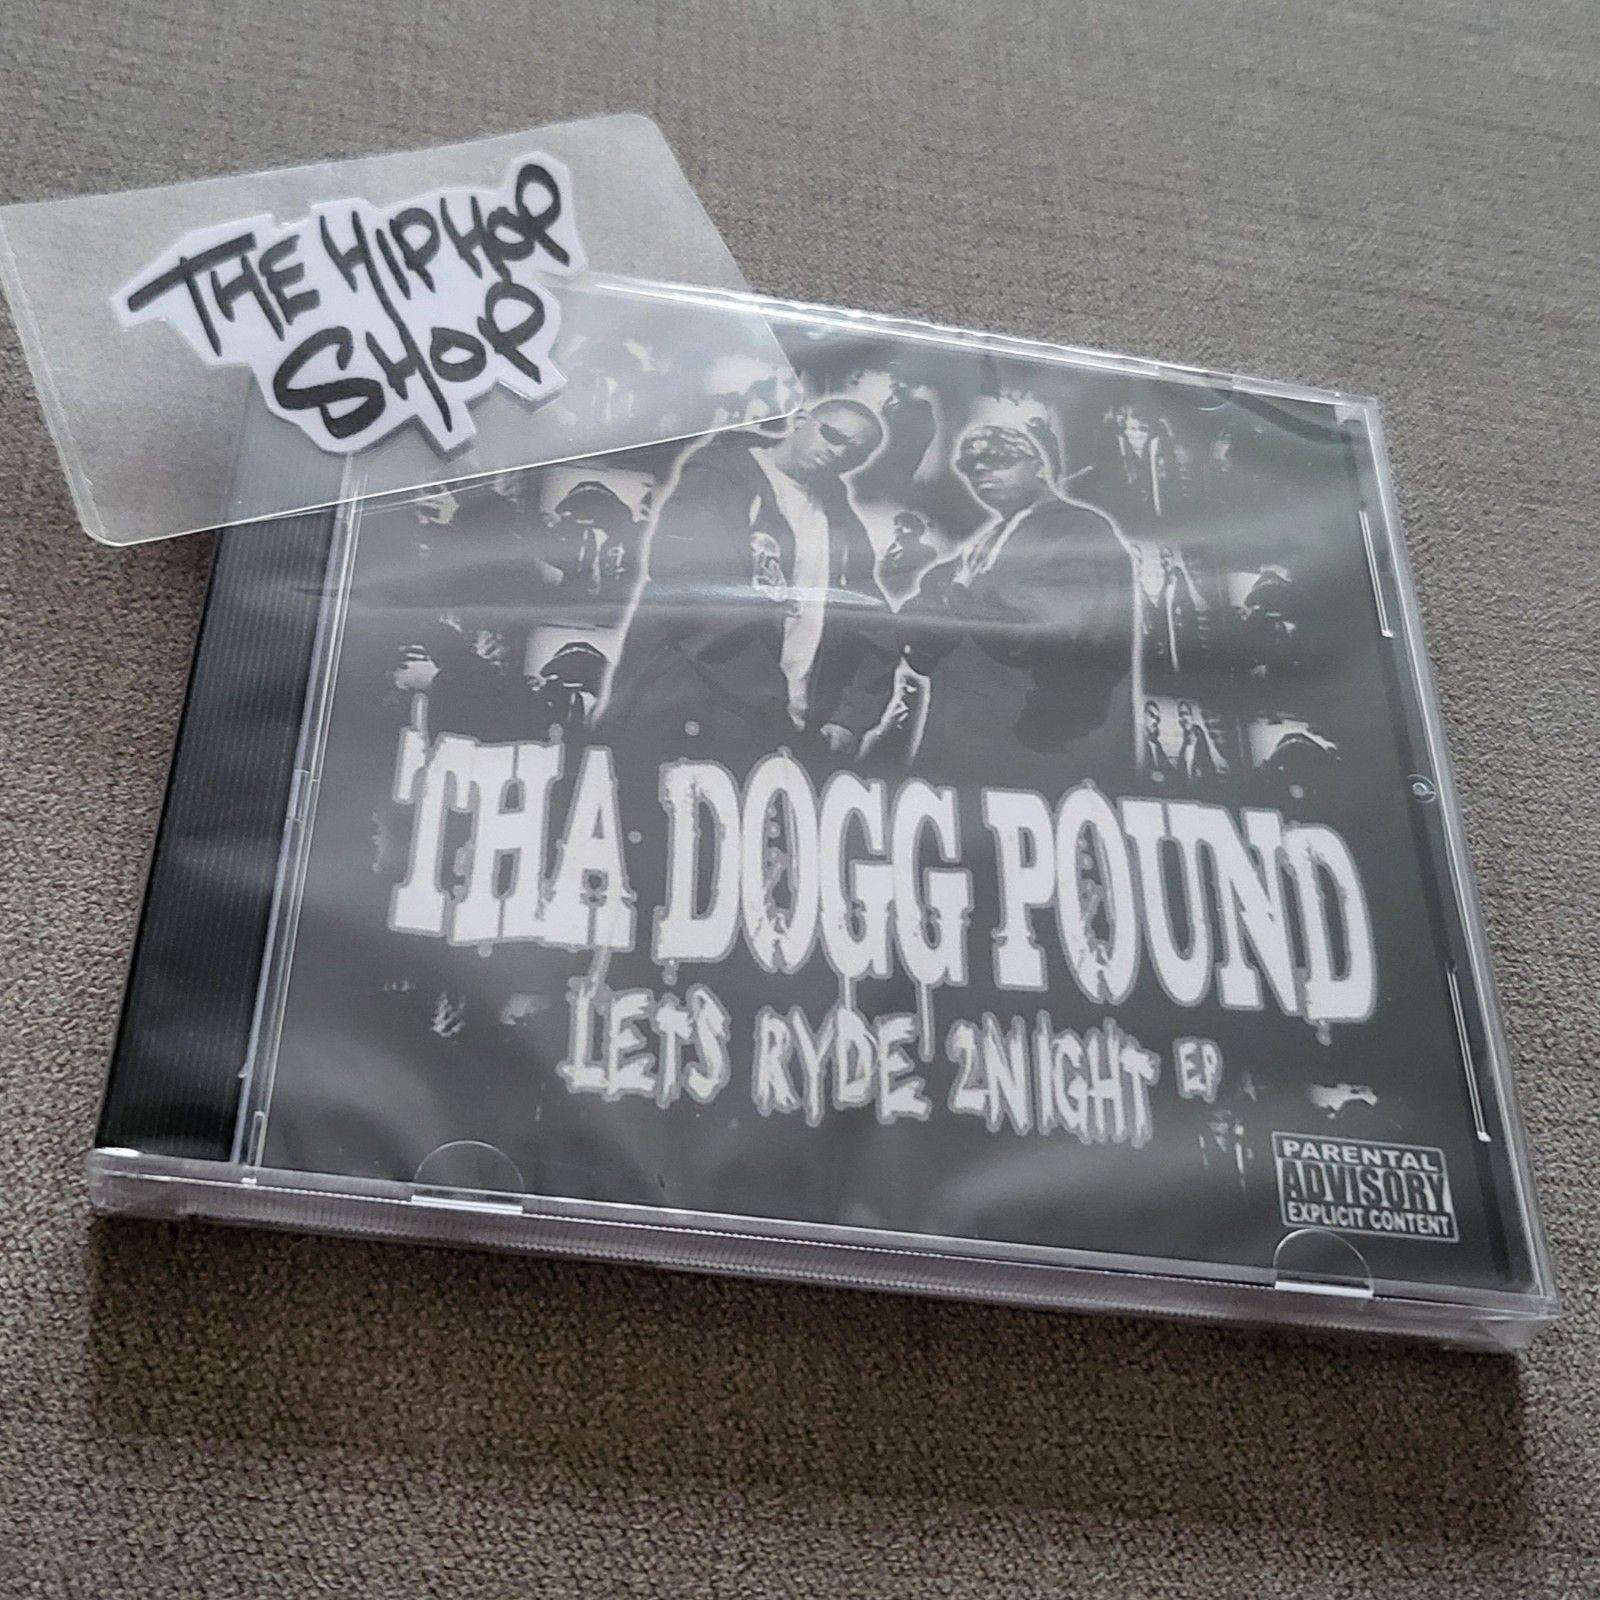 THE HIP HOP
SHOP
THA DOGG POUND
LETS RYDE 2NIGHT EP
PARENTAL
ADVISORY
EXPLICIT CONTENT